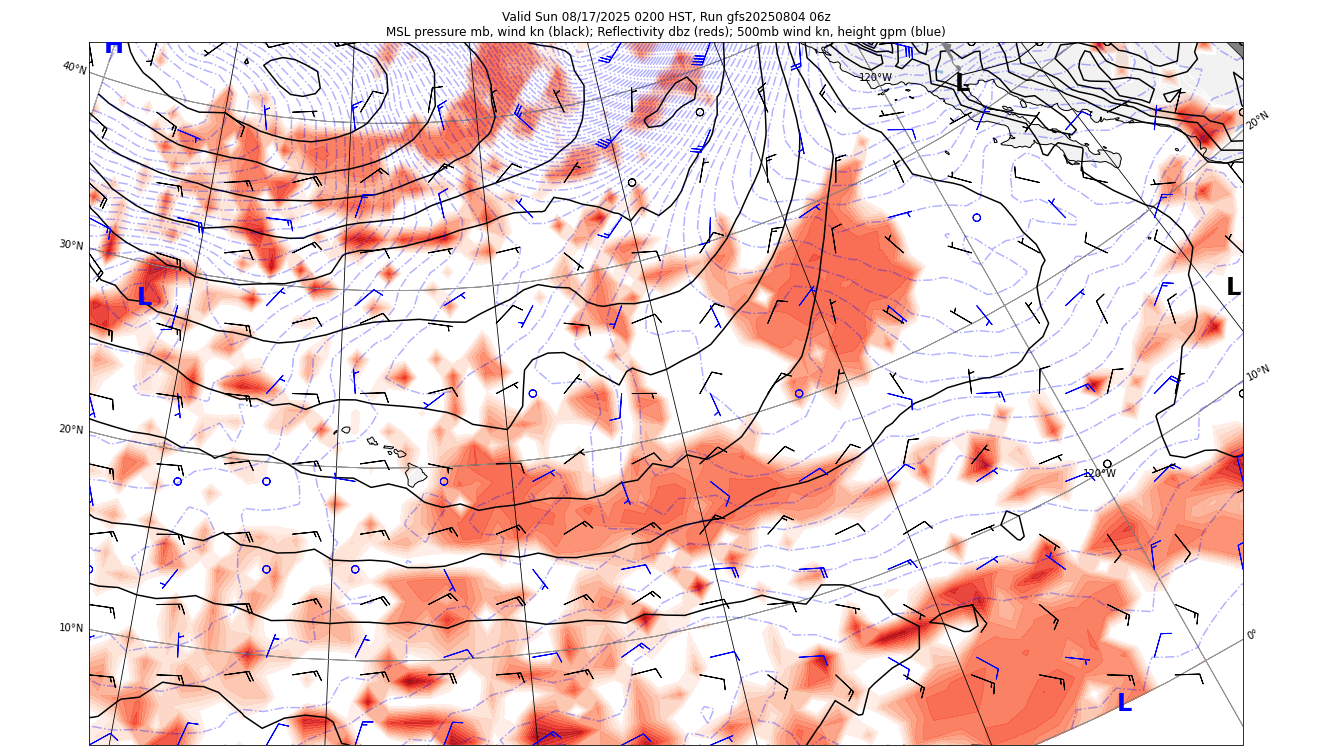 Valid Sun 08/17/2025 0200 HST, Run gfs20250804 06z
MSL pressure mb, wind kn (black); Reflectivity dbz (reds); 500mb wind kn, height gpm (blue)
H
40°N
120°W
L
20°N
30°N
L
L
10°N
20°N
120°W
10°N
0°
L